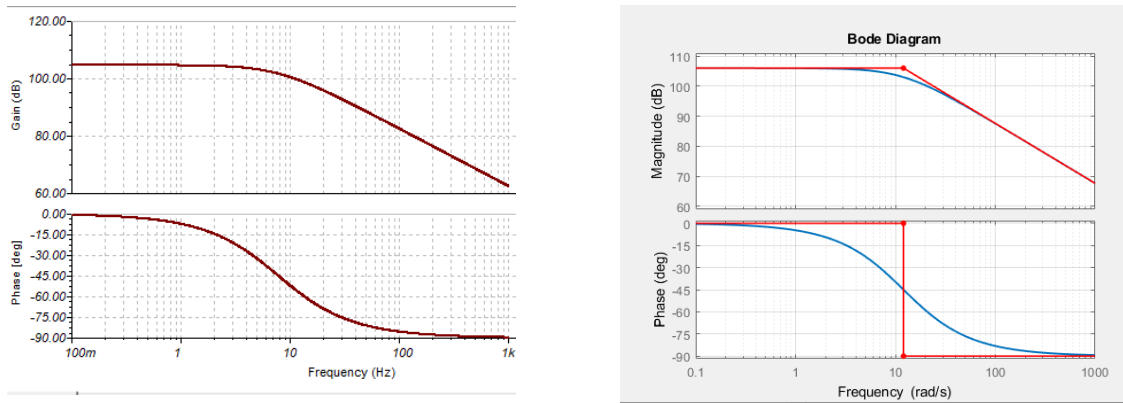 120.00
100.00
80.00
60.00
Gain (dB)
0.00
-15.00
-30.00
-45.00
-60.00
-75.00
-90.00
Phase [deg]
100m 1 10 100 1k
Frequency (Hz)
Bode Diagram
110
100
90
80
70
60
Magnitude (dB)
0
-15
-30
-45
-60
-75
-90
Phase (deg)
0.1 1 10 100 1000
Frequency (rad/s)